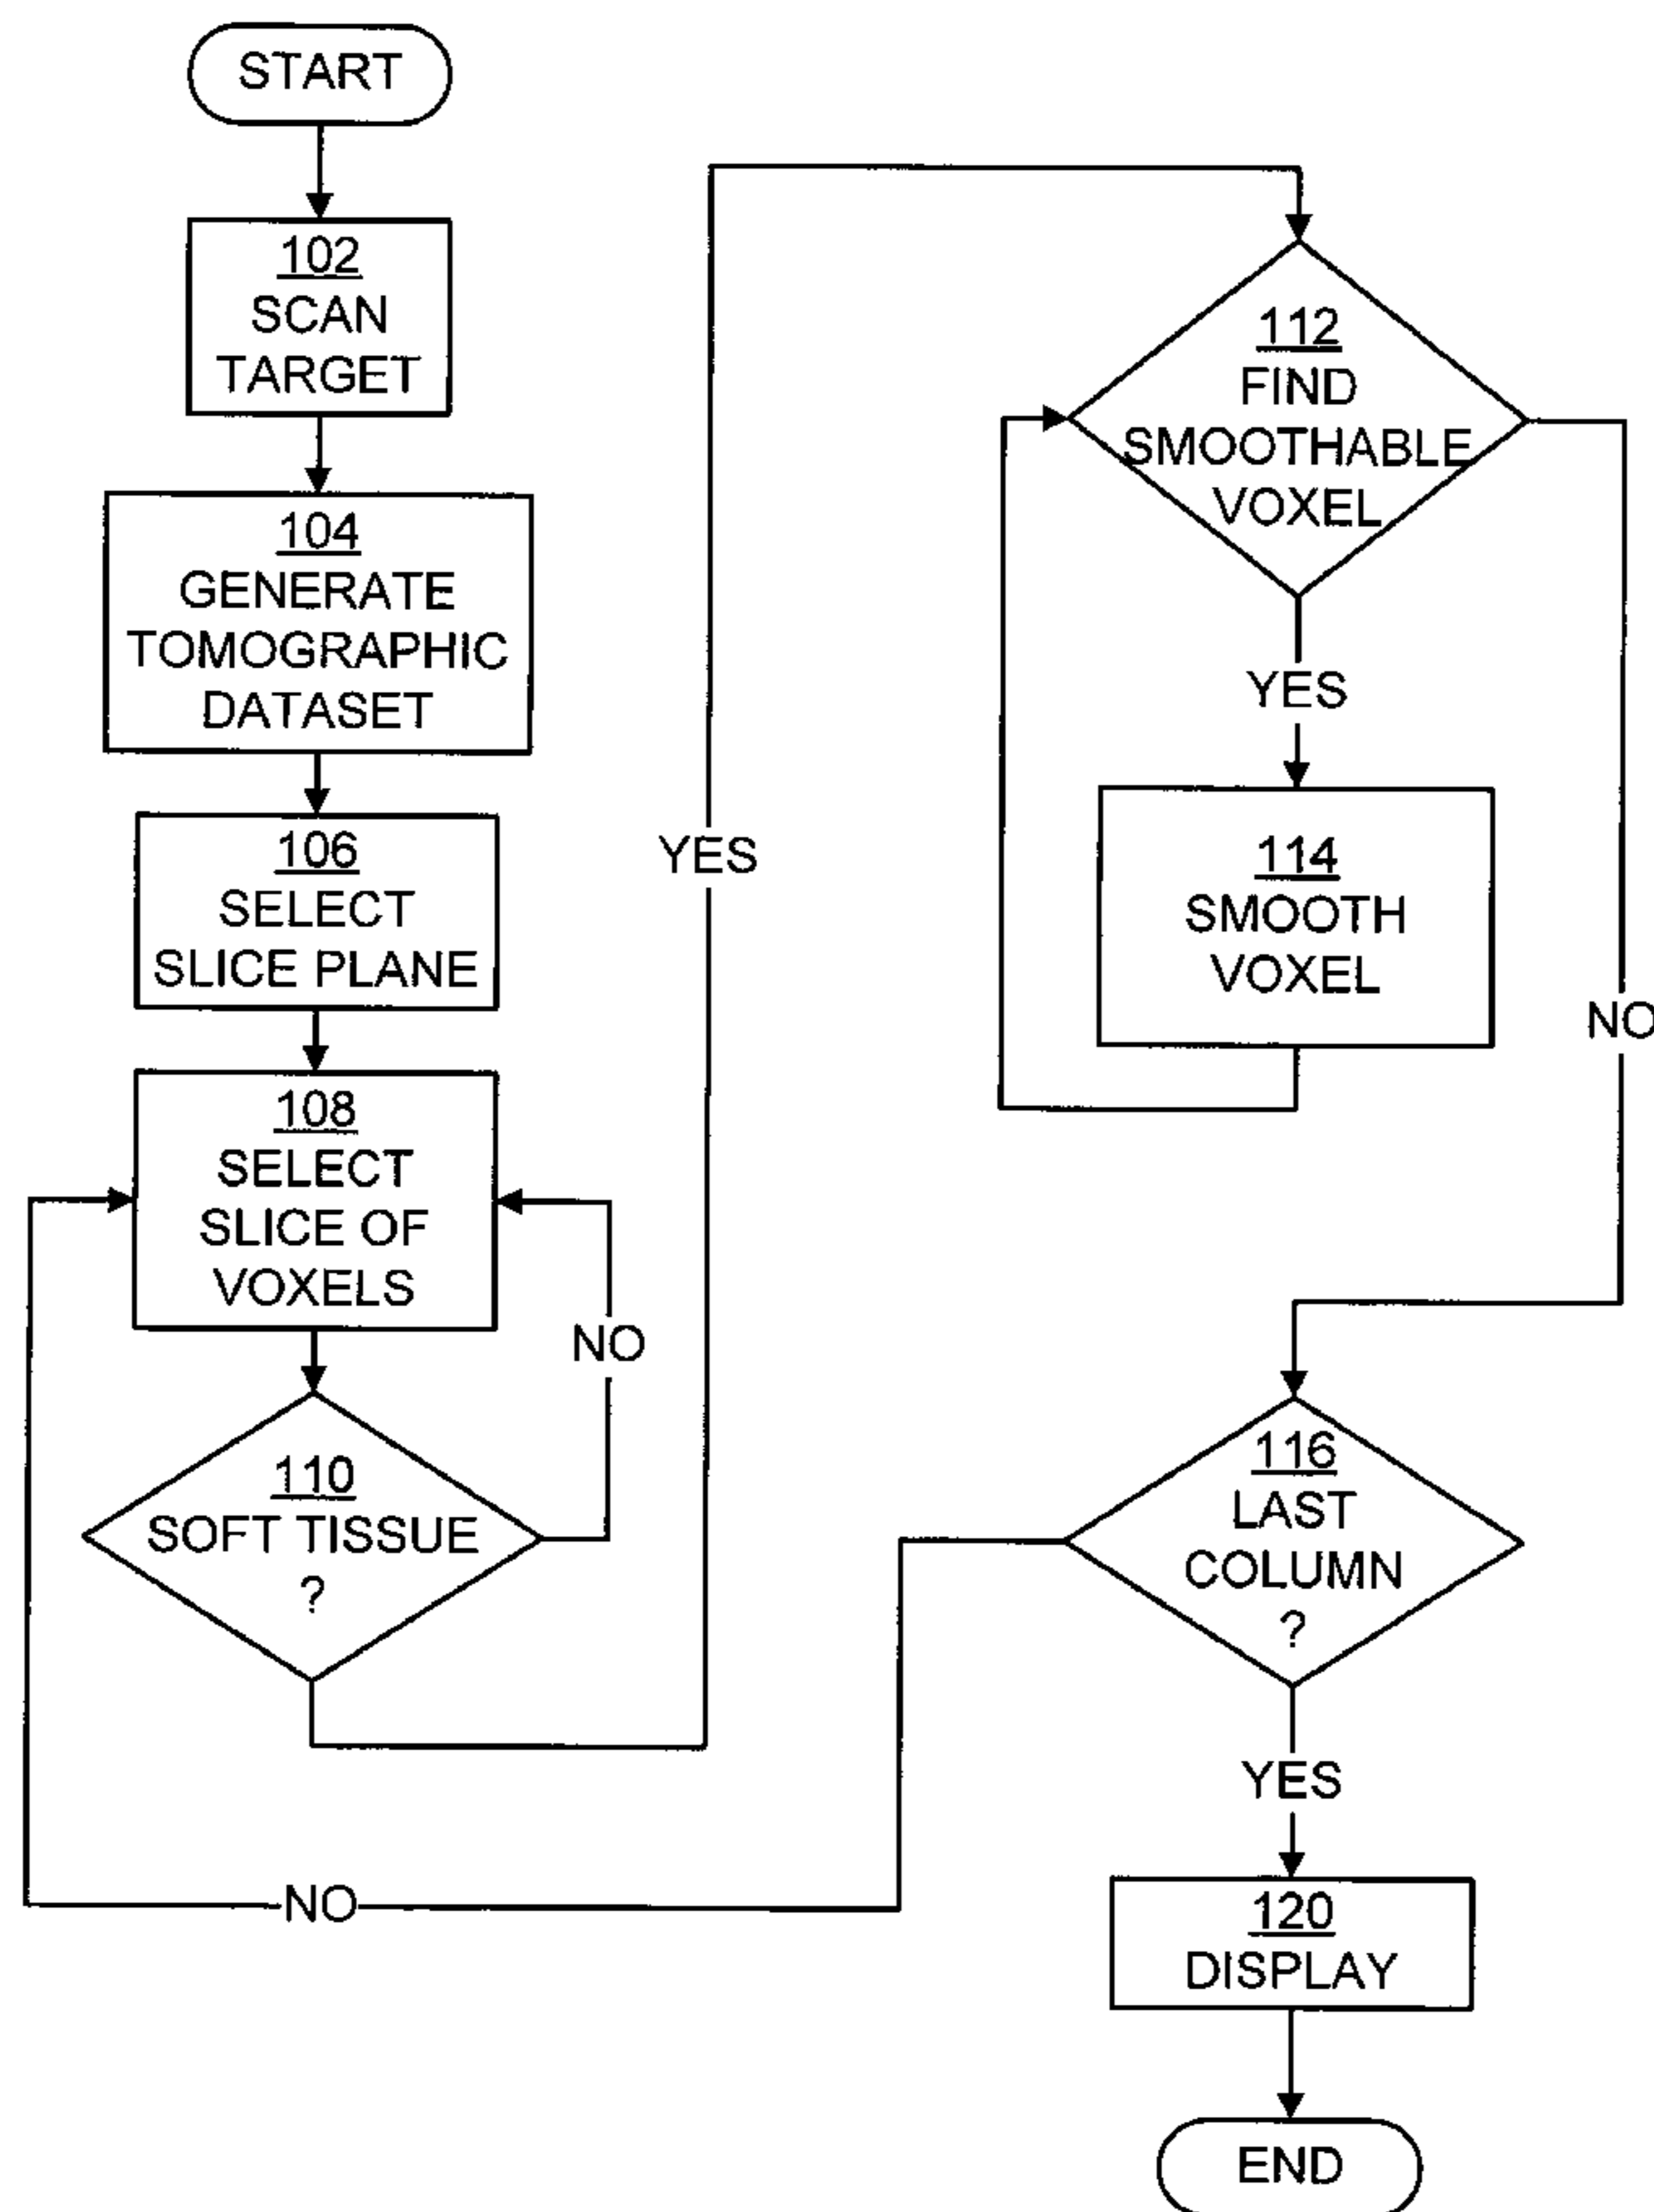 START
102
SCAN
TARGET
104
GENERATE
TOMOGRAPHIC
DATASET
106
SELECT
SLICE PLANE
108
SELECT
SLICE OF
VOXELS
NO
110
SOFT TISSUE
?
YES
112
FIND
SMOOTHABLE
VOXEL
YES
114
SMOOTH
VOXEL
NO
116
LAST
COLUMN
?
NO
YES
120
DISPLAY
END